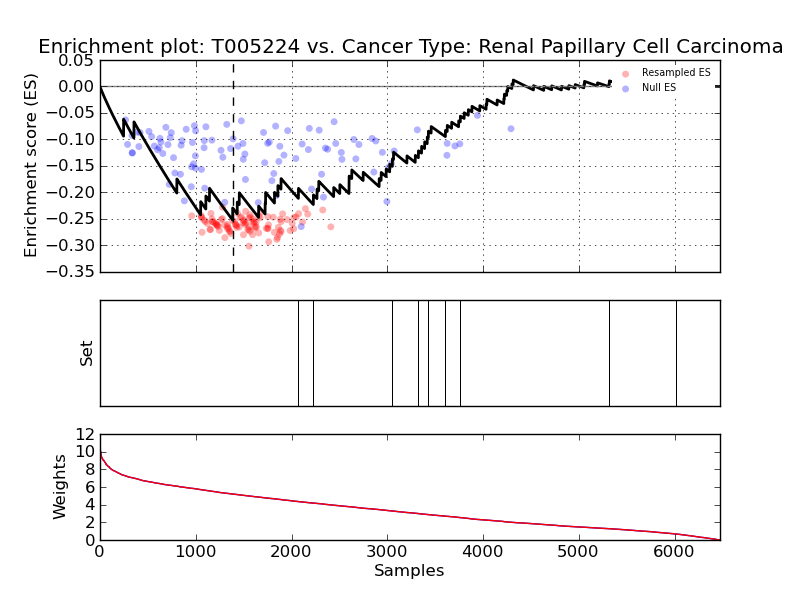 Enrichment plot: T005224 vs. Cancer Type: Renal Papillary Cell Carcinoma
Enrichment score (ES)
0.05
0.00
−0.05
−0.10
−0.15
−0.20
−0.25
−0.30
−0.35
Resampled ES
Null ES
Set
Weights
12
10
8
6
4
2
0
0 1000 2000 3000 4000 5000 6000
Samples